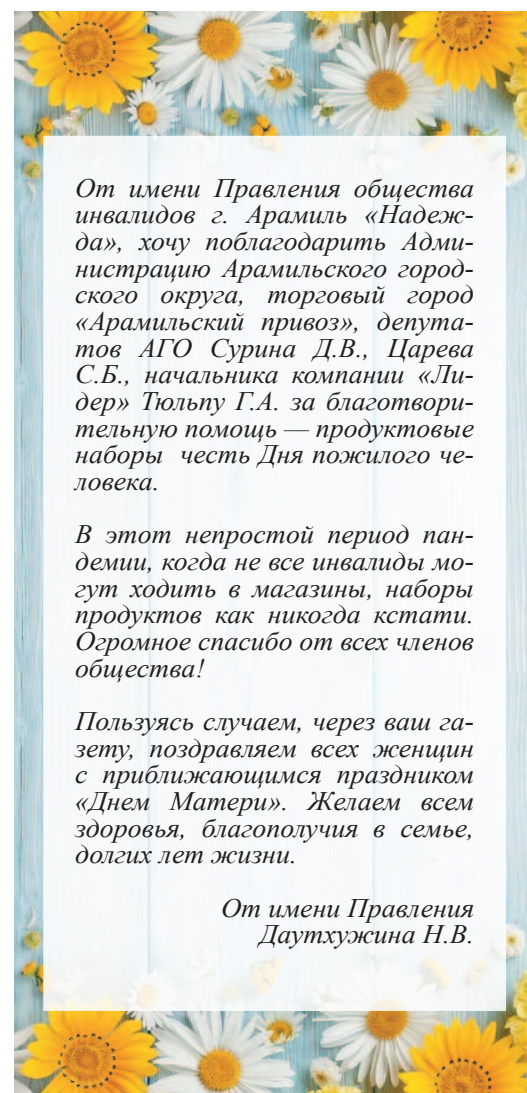 От имени Правления общества
инвалидов г. Арамиль «Надеж-
да», хочу поблагодарить Адми-
нистрацию Арамильского город-
ского округа, торговый город
«Арамильский привоз», депута-
тов АГО Сурина Д.В., Царева
С.Б., начальника компании «Ли-
дер» Тюльпу Г.А. за благотвори-
тельную помощь — продуктовые
наборы честь Дня пожилого че-
ловека.
В этот непростой период пан-
демии, когда не все инвалиды мо-
гут ходить в магазины, наборы
продуктов как никогда кстати.
Огромное спасибо от всех членов
общества!
Пользуясь случаем, через ваш га-
зету, поздравляем всех женщин
с приближающимся праздником
«Днем Матери». Желаем всем
здоровья, благополучия в семье,
долгих лет жизни.
От имени Правления
Даутхужина Н.В.